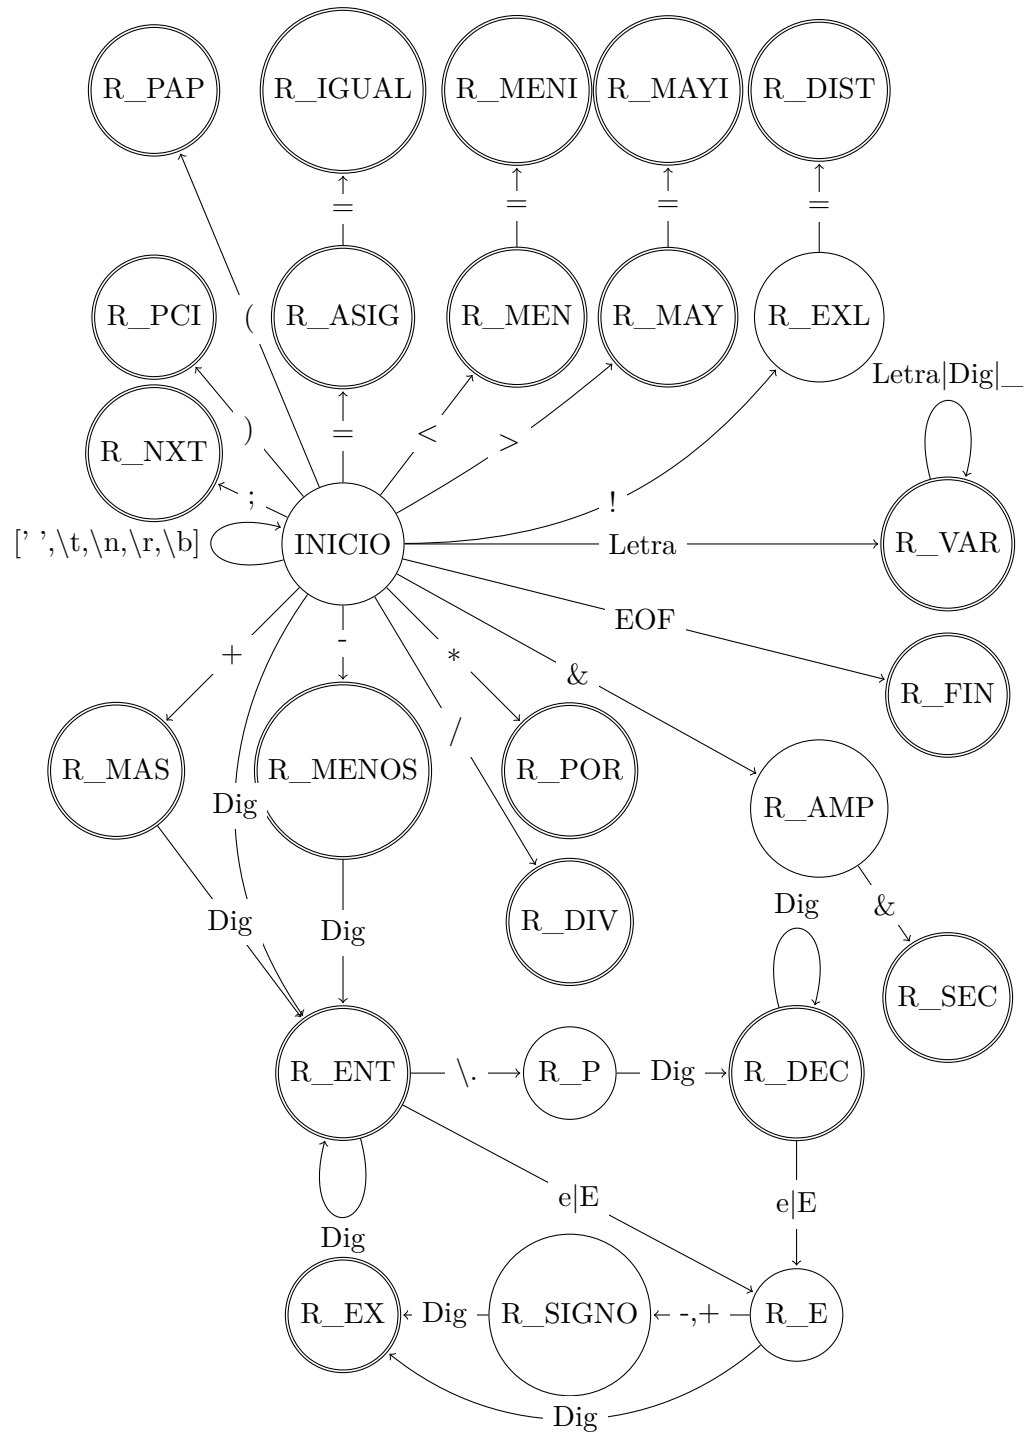 R_PAP
R_IGUAL
R_MENI
R_MAYI
R_DIST
=
=
=
=
R_PCI
(
R_ASIG
R_MEN
R_MAY
R_EXL
Letra|Dig|_
)
=
<
>
R_NXT
;
!
[’ ’,\t,\n,\r,\b]
INICIO
Letra
R_VAR
EOF
+
-
*
&
R_FIN
/
R_MAS
R_MENOS
R_POR
Dig
R_AMP
Dig
Dig
R_DIV
Dig
&
R_SEC
R_ENT
\.
R_P
Dig
R_DEC
e|E
e|E
Dig
R_EX
Dig
R_SIGNO
-,+
R_E
Dig